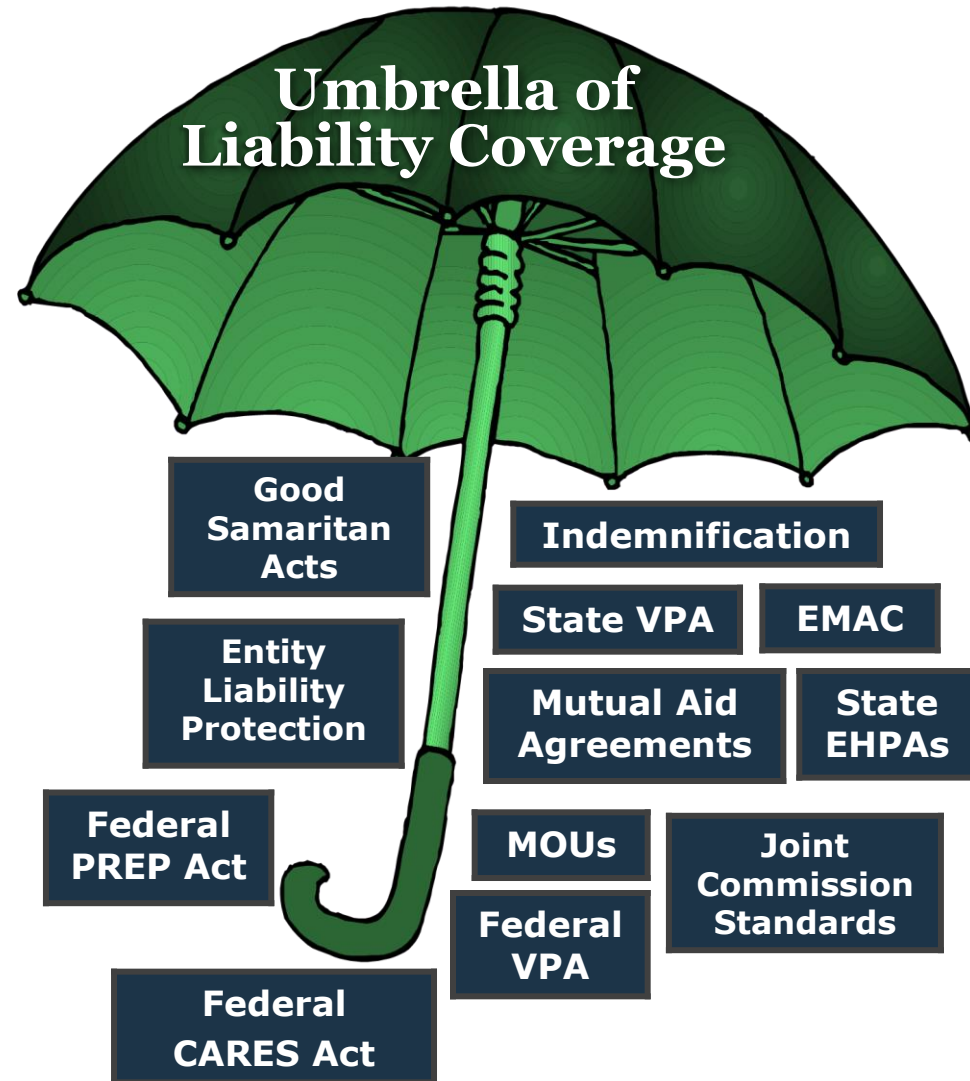 Umbrella of
Liability Coverage
Good
Samaritan
Acts
Indemnification
State VPA
EMAC
Entity
Liability
Protection
Mutual Aid
Agreements
State
EHPAs
Federal
PREP Act
MOUs
Joint
Commission
Standards
Federal
VPA
Federal
CARES Act